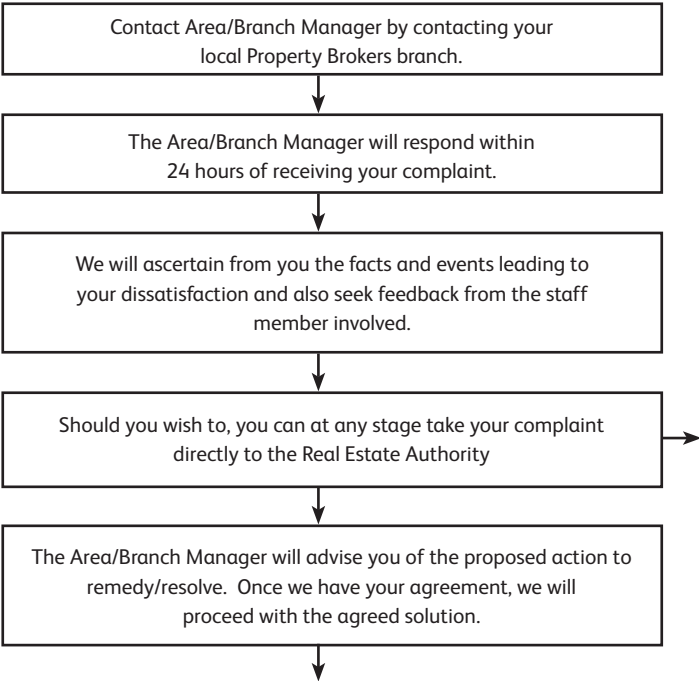 Contact Area/Branch Manager by contacting your
local Property Brokers branch.
The Area/Branch Manager will respond within
24 hours of receiving your complaint.
We will ascertain from you the facts and events leading to
your dissatisfaction and also seek feedback from the staff
member involved.
Should you wish to, you can at any stage take your complaint
directly to the Real Estate Authority
The Area/Branch Manager will advise you of the proposed action to
remedy/resolve.  Once we have your agreement, we will
proceed with the agreed solution.